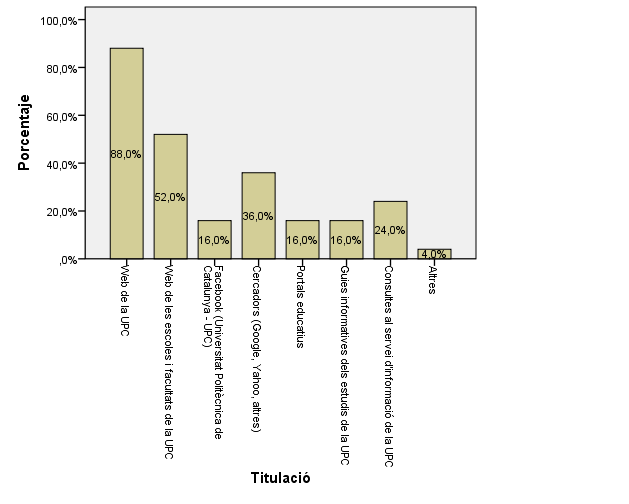 100,0%
80,0%
60,0%
40,0%
20,0%
,0%
Porcentaje
88,0%
52,0%
16,0%
36,0%
16,0%
16,0%
24,0%
4,0%
Web de la UPC
Web de les escoles i facultats de la UPC
Facebook (Universitat Politècnica de
Catalunya - UPC)
Cercadors (Google, Yahoo, altres)
Portals educatius
Guies informatives dels estudis de la UPC
Consultes al servei d'informació de la UPC
Altres
Titulació